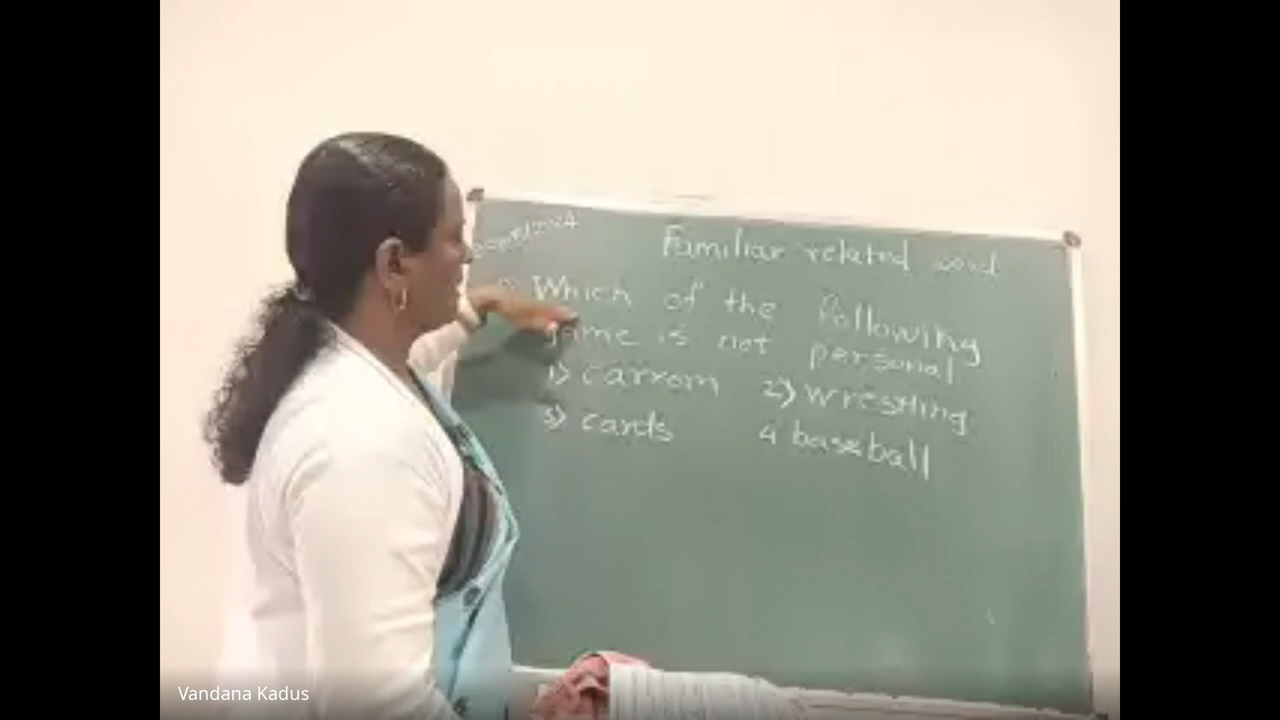 Familiar related word
Which of the following
game is not personal
1) carrom 2) wrestling
3) cards 4 baseball
Vandana Kadus